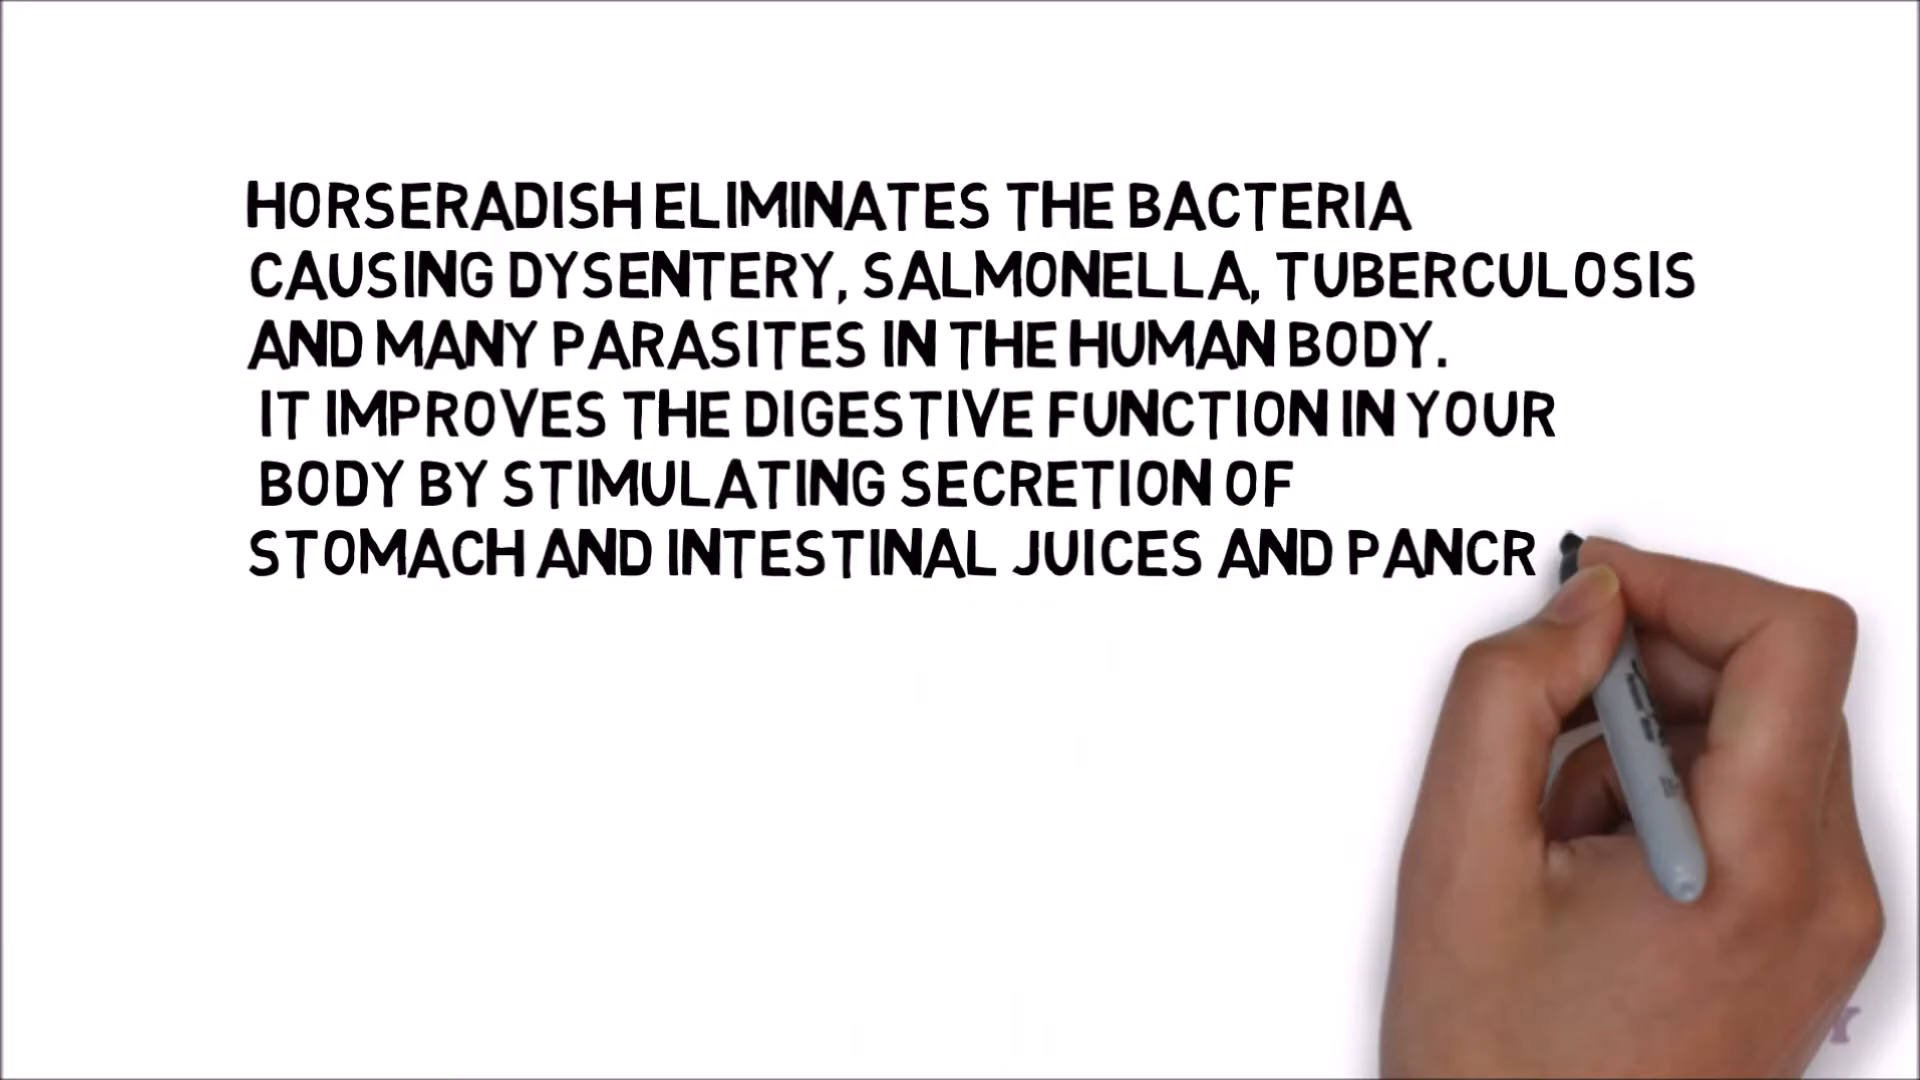 HORSERADISH ELIMINATES THE BACTERIA
CAUSING DYSENTERY, SALMONELLA, TUBERCULOSIS
AND MANY PARASITES IN THE HUMAN BODY.
IT IMPROVES THE DIGESTIVE FUNCTION IN YOUR
BODY BY STIMULATING SECRETION OF
STOMACH AND INTESTINAL JUICES AND PANCR